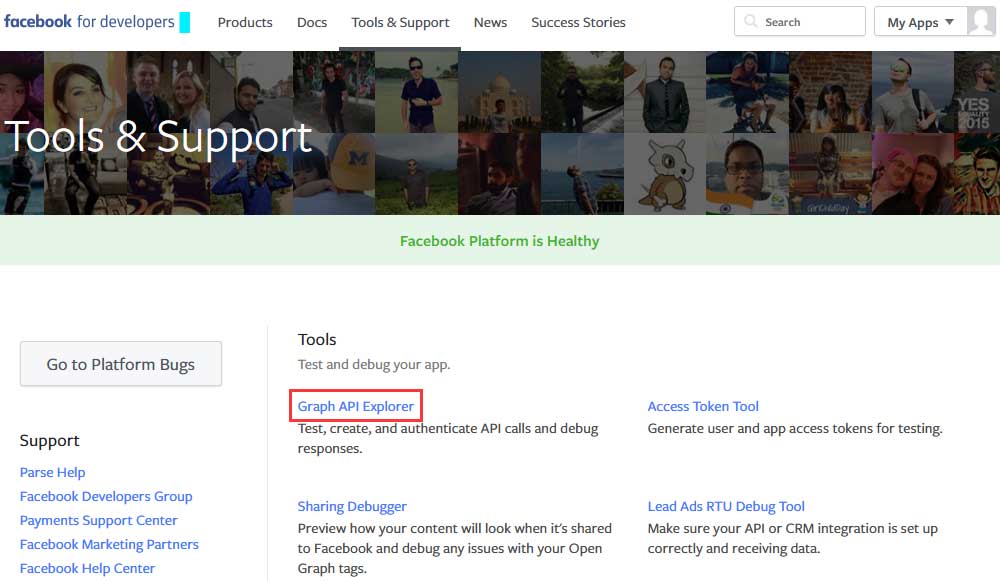 facebook for developers
Products
Docs
Tools & Support
News
Success Stories
Search
My Apps
Tools & Support
M
YES
2015
Facebook Platform is Healthy
Go to Platform Bugs
Support
Parse Help
Facebook Developers Group
Payments Support Center
Facebook Marketing Partners
Facebook Help Center
Tools
Test and debug your app.
Graph API Explorer
Test, create, and authenticate API calls and debug
responses.
Access Token Tool
Generate user and app access tokens for testing.
Sharing Debugger
Preview how your content will look when it's shared
to Facebook and debug any issues with your Open
Graph tags.
Lead Ads RTU Debug Tool
Make sure your API or CRM integration is set up
correctly and receiving data.